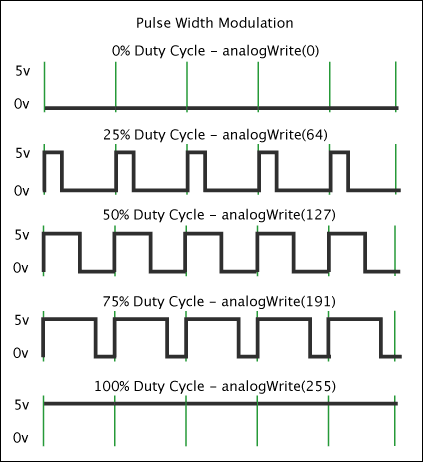 Pulse Width Modulation
0% Duty Cycle – analogWrite(0)
5v
0v
25% Duty Cycle – analogWrite(64)
5v
0v
50% Duty Cycle – analogWrite(127)
5v
0v
75% Duty Cycle – analogWrite(191)
5v
0v
100% Duty Cycle – analogWrite(255)
5v
0v